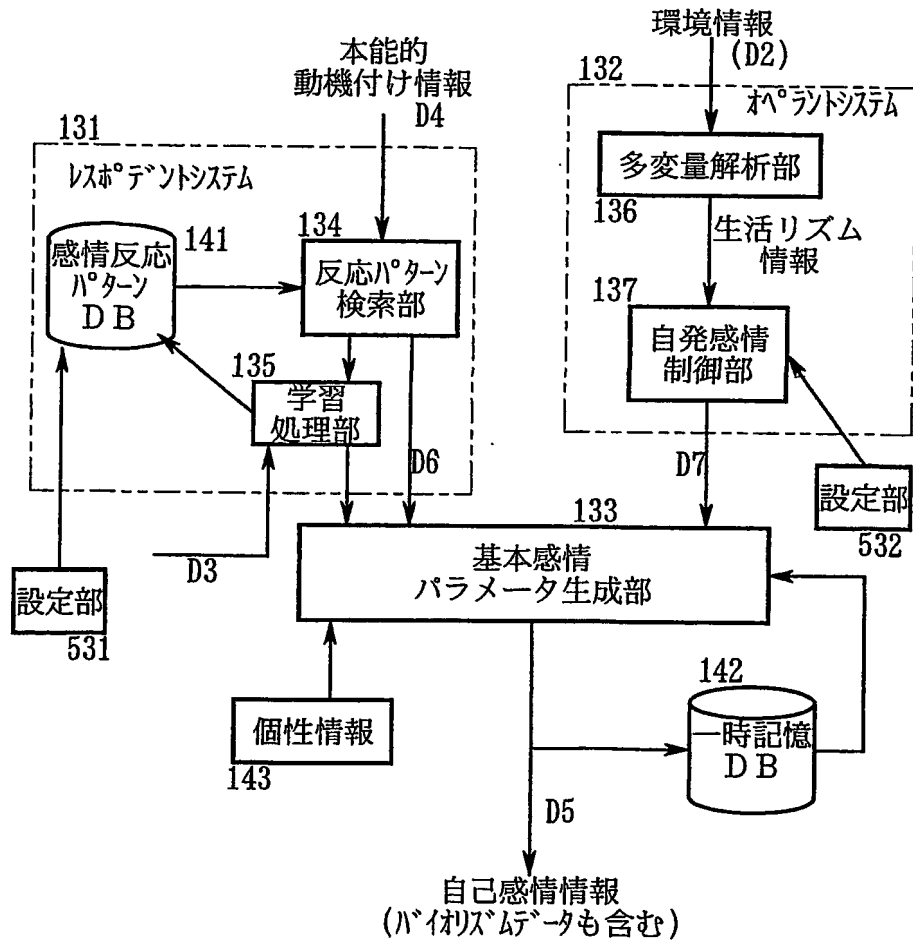 環境情報
(D2)
本能的
動機付け情報
D4
132
オペラントシステム
131
レスポデントシステム
多変量解析部
136
生活リズム
情報
134
141
感情反応
パターン
DB
反応パターン
検索部
137
自発感情
制御部
135
学習
処理部
D6
D7
設定部
532
133
D3
基本感情
パラメータ生成部
設定部
531
142
個性情報
143
一時記憶
DB
D5
自己感情情報
(バイオリズムデータも含む)